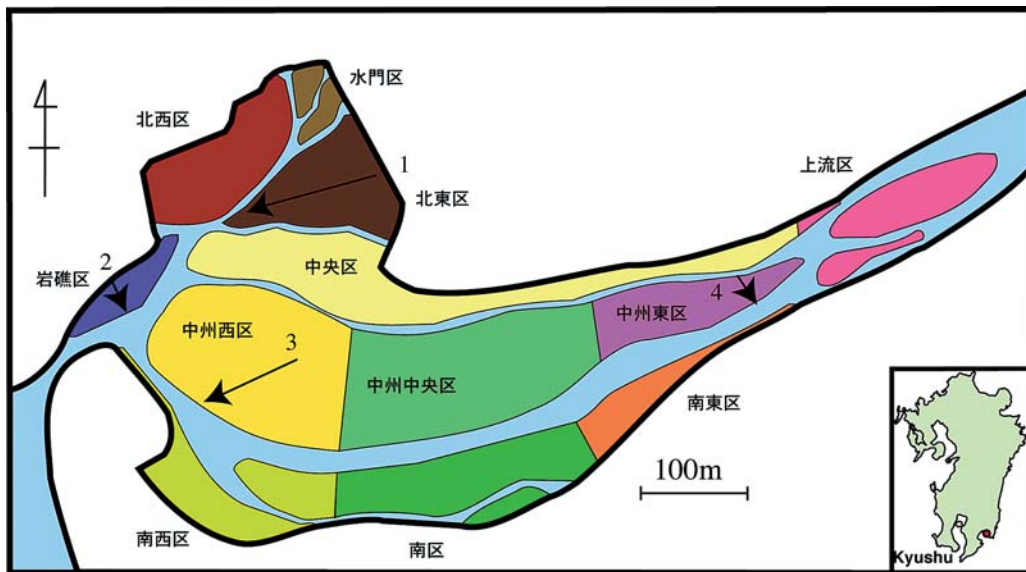 水門区
北西区
1
上流区
北東区
中央区
2
岩礁区
4
中州東区
中州西区
3
中州中央区
南東区
100m
南西区
南区
Kyushu